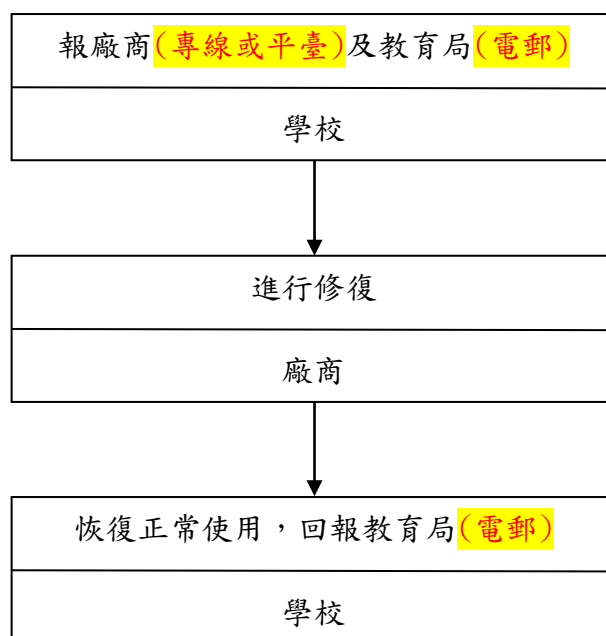 報廠商(專線或平臺)及教育局(電郵)
學校
進行修復
廠商
恢復正常使用，回報教育局(電郵)
學校